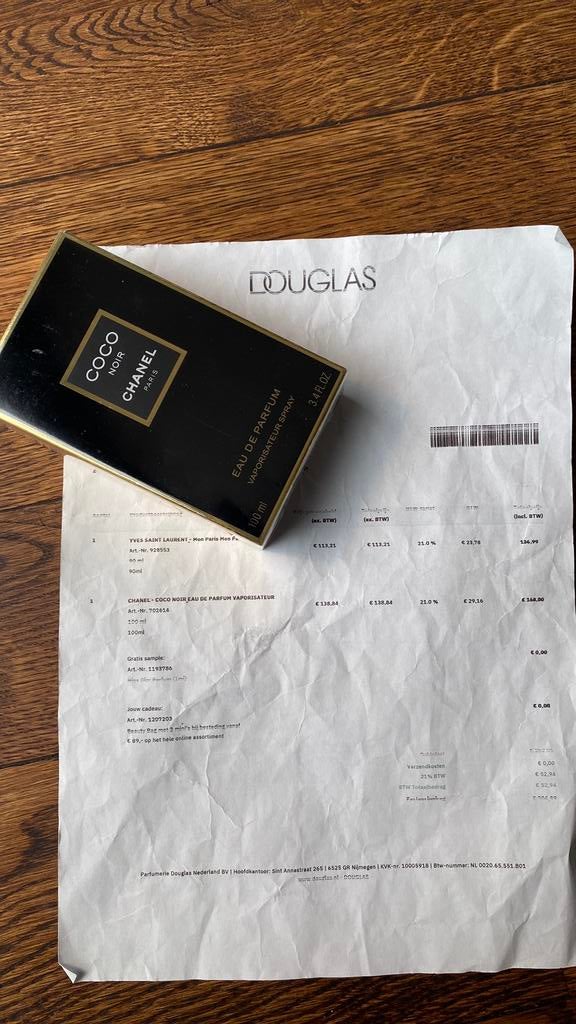 DOUGLAS
COCO
NOIR
CHANEL
PARIS
EAU DE PARFUM
VAPORISATEUR SPRAY
100 ml
3.4 FL.OZ.
(ex. BTW) (ex. BTW) 21.0 % (incl. BTW)
1 YVES SAINT LAURENT - Mon Paris Mon € 113,21 € 113,21 21.0 % € 23,78 136,99
Art.-Nr. 928553
90 ml
90ml
1 CHANEL - COCO NOIR EAU DE PARFUM VAPORISATEUR € 138,84 € 138,84 21.0 % € 29,16 € 168,00
Art.-Nr. 702616
100 ml
100ml
Gratis sample: € 0,00
Art.-Nr. 1193786
Jouw cadeau: € 0,00
Art.-Nr. 1207203
Beauty Bag met 3 mini's bij besteding vanaf
€ 89,- op het hele online assortiment
Verzendkosten € 0,00
21% BTW € 52,94
BTW Totaalbedrag € 52,94
Parfumerie Douglas Nederland BV | Hoofdkantoor: Sint Annastraat 265 | 6525 GR Nijmegen | KVK-nr. 10005918 | Btw-nummer: NL 0020.65.551.B01
www.douglas.nl - DOUGLAS